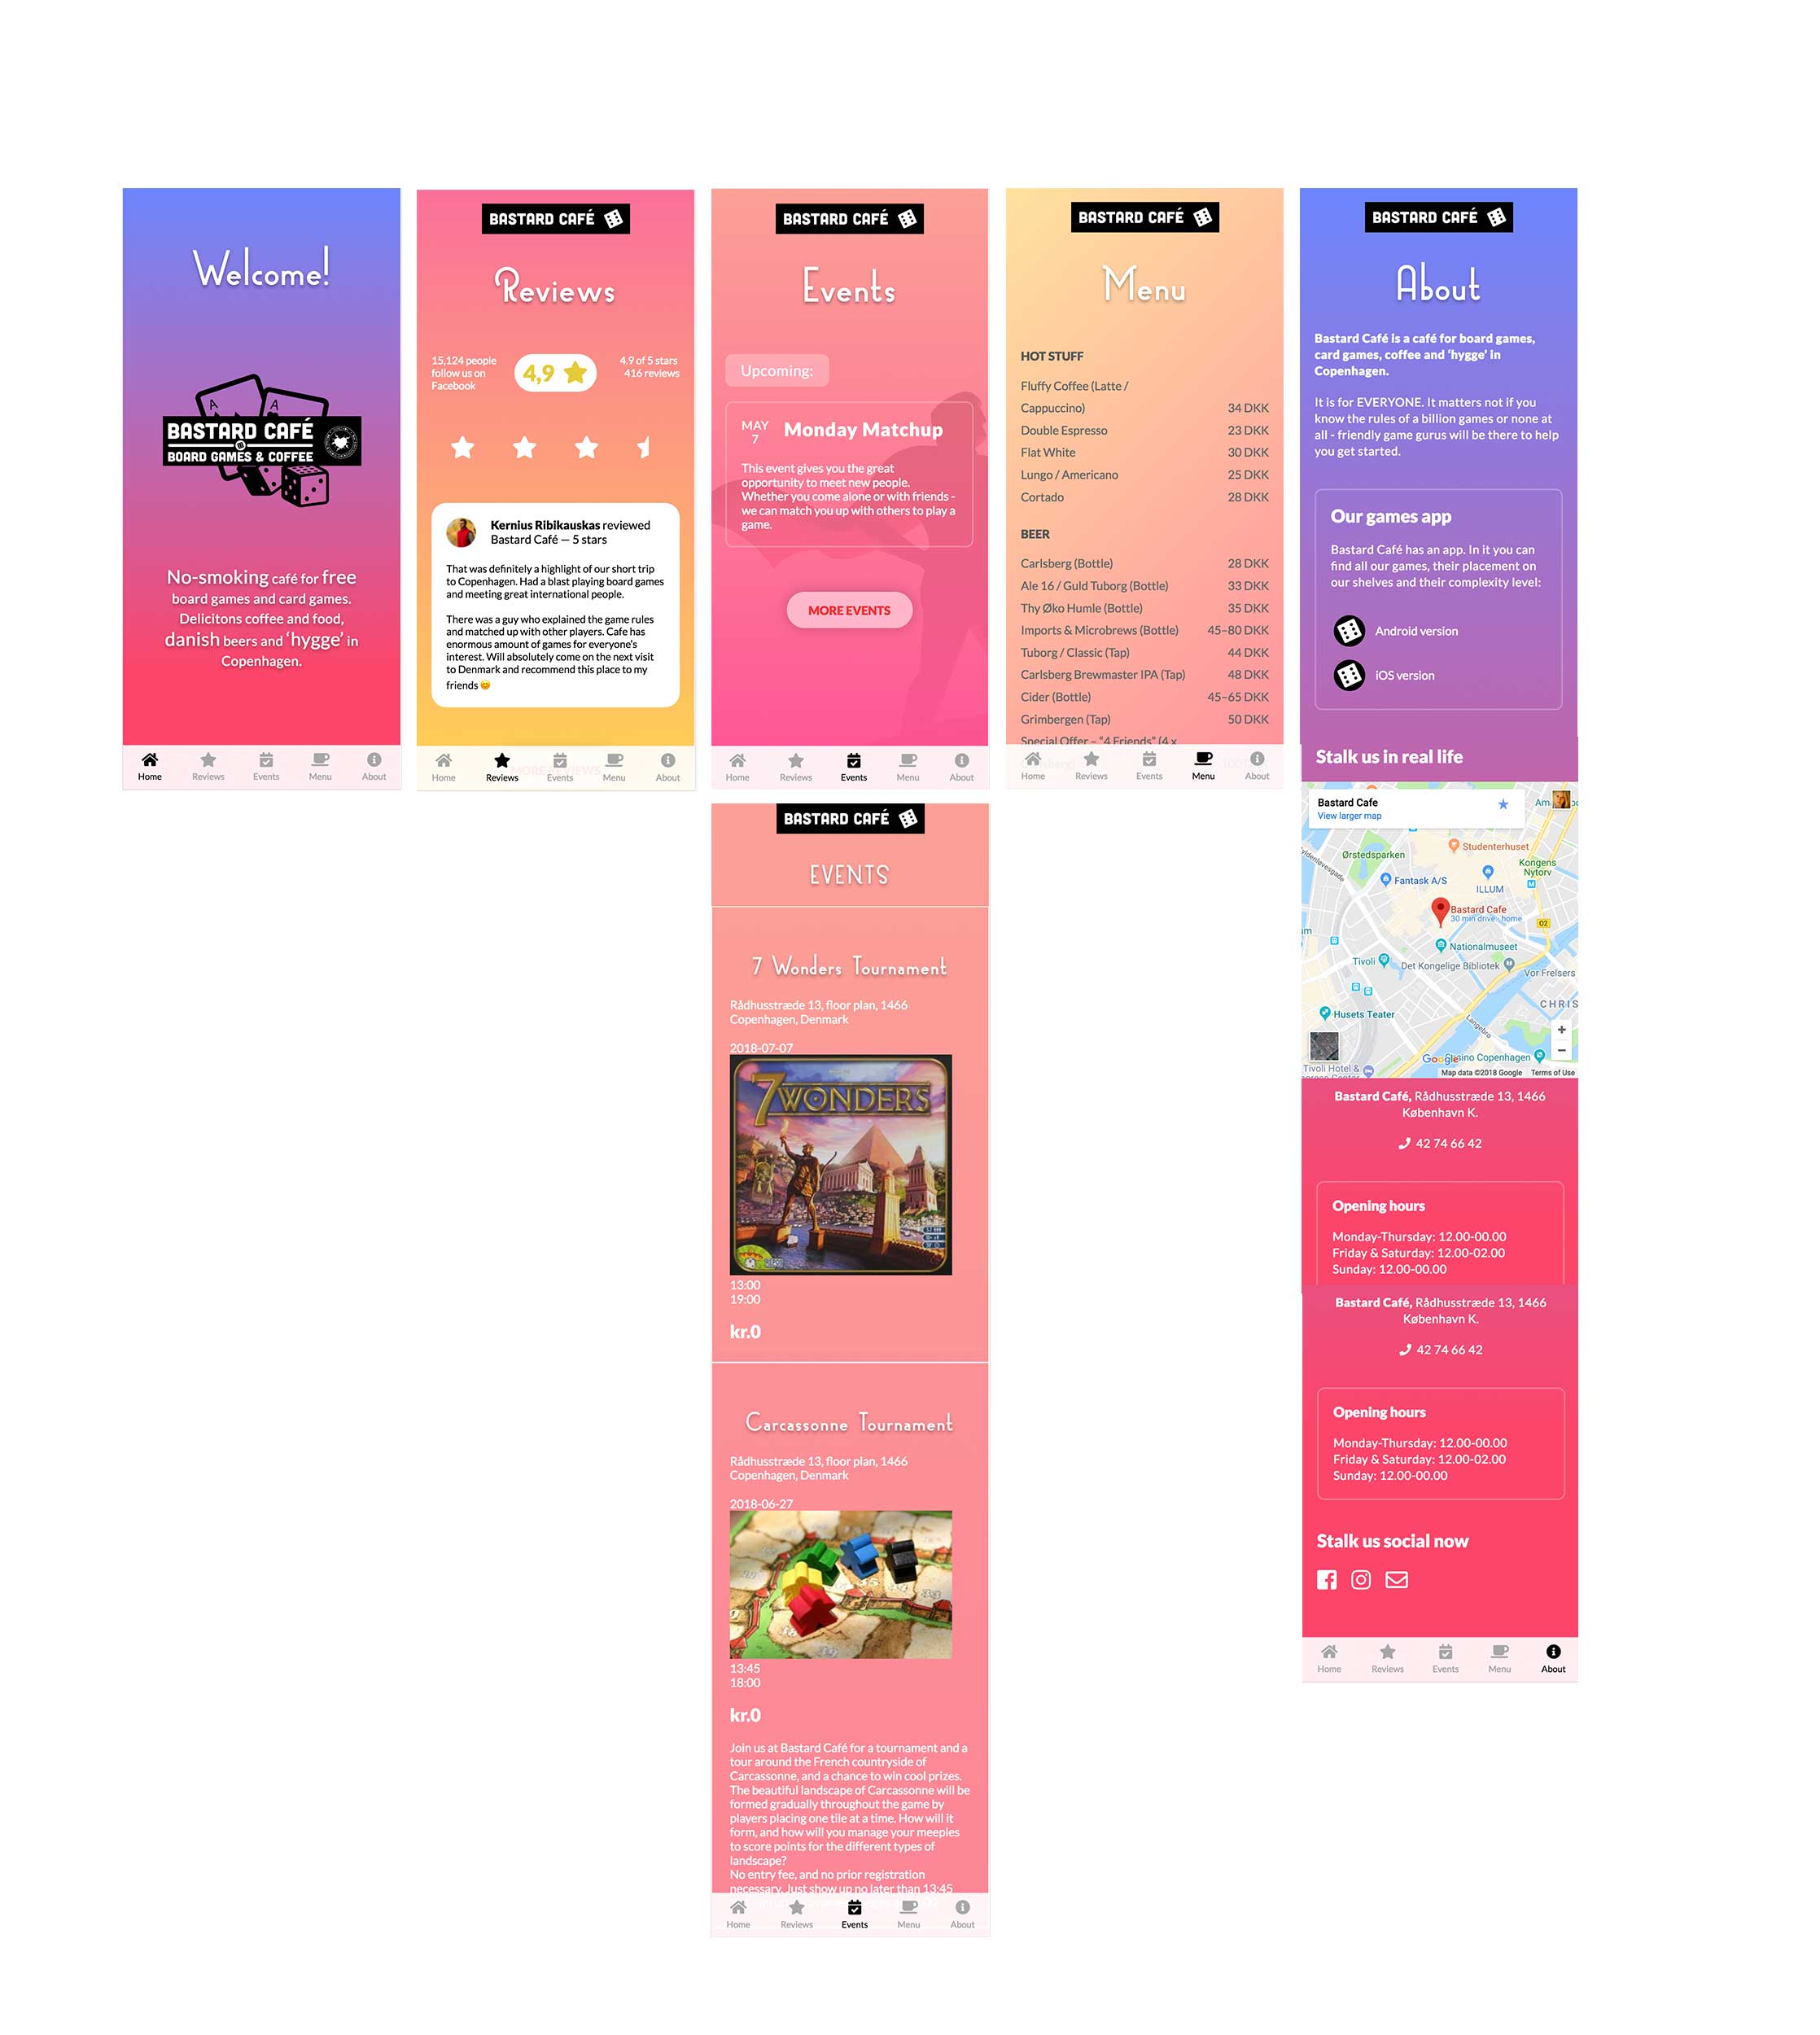 Welcome!
A
A
BASTARD CAFÉ
BOARD GAMES & COFFEE
No-smoking café for free
board games and card games.
Delicitons coffee and food,
danish beers and ‘hygge’ in
Copenhagen.
Home
Reviews
Events
Menu
About
BASTARD CAFÉ
Reviews
15,124 people
follow us on
Facebook
4,9
4.9 of 5 stars
416 reviews
Kernius Ribikauskas reviewed
Bastard Café — 5 stars
That was definitely a highlight of our short trip
to Copenhagen. Had a blast playing board games
and meeting great international people.
There was a guy who explained the game rules
and matched up with other players. Cafe has
enormous amount of games for everyone's
interest. Will absolutely come on the next visit
to Denmark and recommend this place to my
friends 😊
MORE REVIEWS
Home
Reviews
Events
Menu
About
BASTARD CAFÉ
Events
Upcoming:
MAY
7
Monday Matchup
This event gives you the great
opportunity to meet new people.
Whether you come alone or with friends -
we can match you up with others to play a
game.
MORE EVENTS
Home
Reviews
Events
Menu
About
BASTARD CAFÉ
EVENTS
7 Wonders Tournament
Rådhusstræde 13, floor plan, 1466
Copenhagen, Denmark
2018-07-07
7 WONDERS
13:00
19:00
kr.0
Carcassonne Tournament
Rådhusstræde 13, floor plan, 1466
Copenhagen, Denmark
2018-06-27
13:45
18:00
kr.0
Join us at Bastard Café for a tournament and a
tour around the French countryside of
Carcassonne, and a chance to win cool prizes.
The beautiful landscape of Carcassonne will be
formed gradually throughout the game by
players placing one tile at a time. How will it
form, and how will you manage your meeples
to score points for the different types of
landscape?
No entry fee, and no prior registration
necessary. Just show up no later than 13:45
Home
Reviews
Events
Menu
About
BASTARD CAFÉ
Menu
HOT STUFF
Fluffy Coffee (Latte /
Cappuccino) 34 DKK
Double Espresso 23 DKK
Flat White 30 DKK
Lungo / Americano 25 DKK
Cortado 28 DKK
BEER
Carlsberg (Bottle) 28 DKK
Ale 16 / Guld Tuborg (Bottle) 33 DKK
Thy Øko Humle (Bottle) 35 DKK
Imports & Microbrews (Bottle) 45–80 DKK
Tuborg / Classic (Tap) 44 DKK
Carlsberg Brewmaster IPA (Tap) 48 DKK
Cider (Bottle) 45–65 DKK
Grimbergen (Tap) 50 DKK
Special Offer – “4 Friends” (4 x
Home
Reviews
Events
Menu
About
BASTARD CAFÉ
About
Bastard Café is a café for board games,
card games, coffee and ‘hygge’ in
Copenhagen.
It is for EVERYONE. It matters not if you
know the rules of a billion games or none at
all - friendly game gurus will be there to help
you get started.
Our games app
Bastard Café has an app. In it you can
find all our games, their placement on
our shelves and their complexity level:
Android version
iOS version
Stalk us in real life
Bastard Cafe
View larger map
Ørstedsparken
Studenterhuset
Kongens
Nytorv
Fantask A/S
ILLUM
Bastard Cafe
30 min drive - home
02
Nationalmuseet
Tivoli
Det Kongelige Bibliotek
Vor Frelsers
CHRIS
Husets Teater
Langebro
Google
Casino Copenhagen
Tivoli Hotel &
Map data ©2018 Google
Terms of Use
Bastard Café, Rådhusstræde 13, 1466
København K.
42 74 66 42
Opening hours
Monday-Thursday: 12.00-00.00
Friday & Saturday: 12.00-02.00
Sunday: 12.00-00.00
Bastard Café, Rådhusstræde 13, 1466
København K.
42 74 66 42
Opening hours
Monday-Thursday: 12.00-00.00
Friday & Saturday: 12.00-02.00
Sunday: 12.00-00.00
Stalk us social now
Home
Reviews
Events
Menu
About